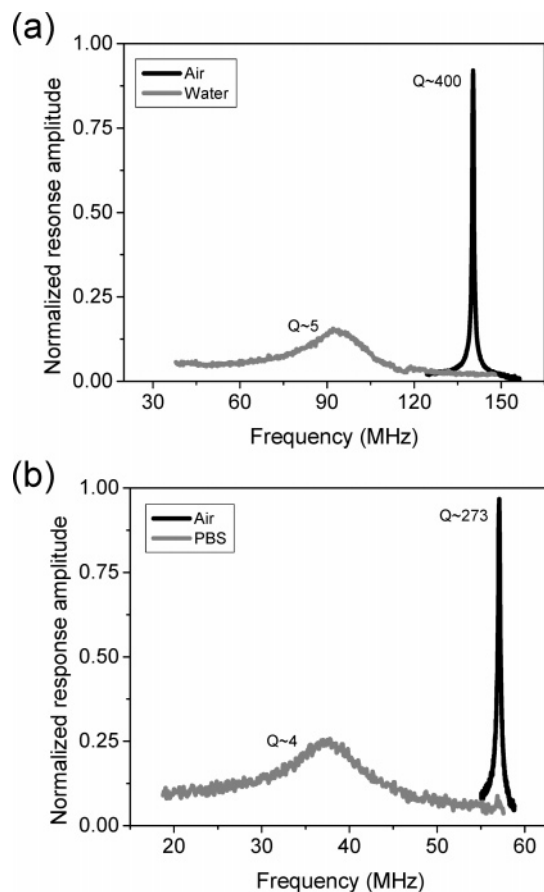 (a)
1.00
0.75
0.50
0.25
0.00
Normalized resonse amplitude
Air
Water
Q~400
Q~5
30 60 90 120 150
Frequency (MHz)
(b)
1.00
0.75
0.50
0.25
0.00
Normalized response amplitude
Air
PBS
Q~273
Q~4
20 30 40 50 60
Frequency (MHz)